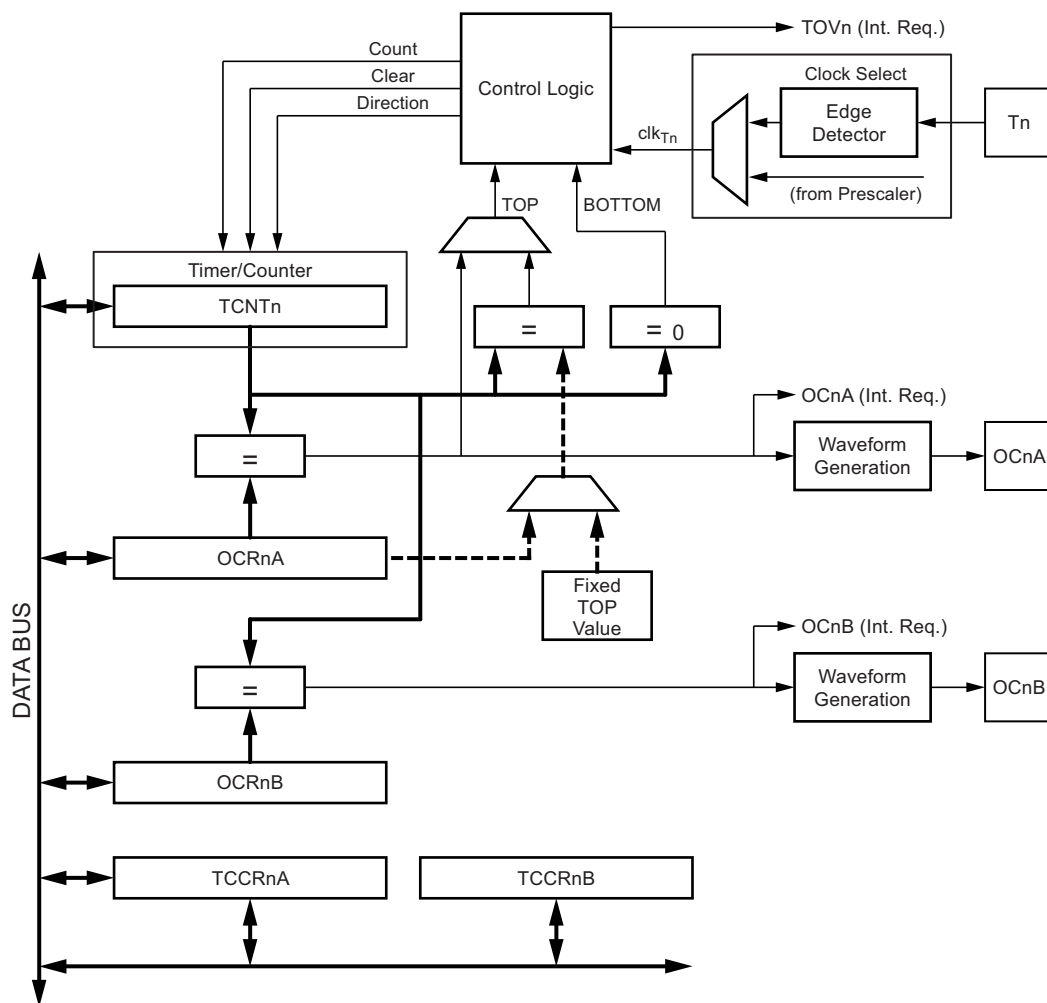 TOVn (Int. Req.)
Count
Clear
Direction
Control Logic
Clock Select
Edge
Detector
Tn
clkTn
(from Prescaler)
TOP
BOTTOM
Timer/Counter
TCNTn
=
= 0
OCnA (Int. Req.)
=
Waveform
Generation
OCnA
OCRnA
Fixed
TOP
Value
DATA BUS
OCnB (Int. Req.)
=
Waveform
Generation
OCnB
OCRnB
TCCRnA
TCCRnB